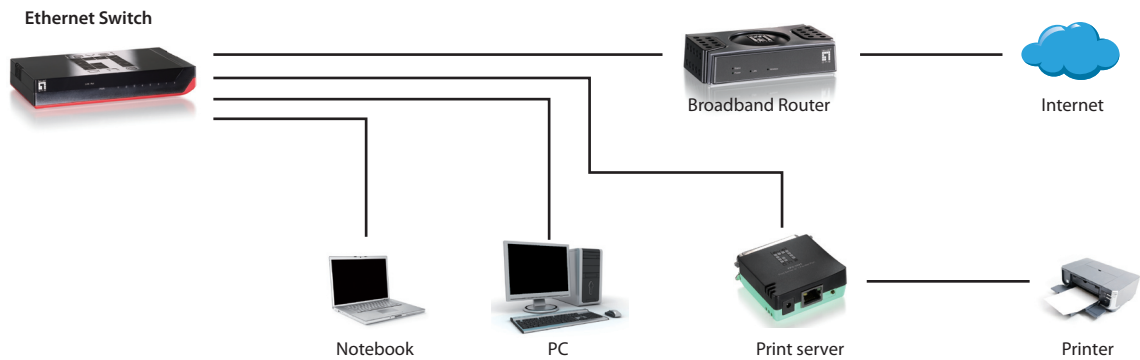 Ethernet Switch
Broadband Router
Internet
Notebook
PC
Print server
Printer